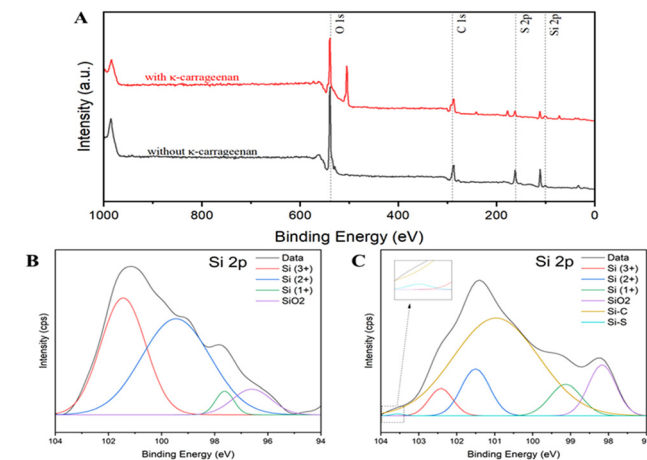 A
O 1s
C 1s
S 2p
Si 2p
with κ-carrageenan
without κ-carrageenan
Intensity (a.u.)
1000 800 600 400 200 0
Binding Energy (eV)
B
Si 2p
Data
Si (3+)
Si (2+)
Si (1+)
SiO2
Intensity (cps)
104 102 100 98 96 94
Binding Energy (eV)
C
Si 2p
Data
Si (3+)
Si (2+)
Si (1+)
SiO2
Si-C
Si-S
Intensity (cps)
104 103 102 101 100 99 98
Binding Energy (eV)